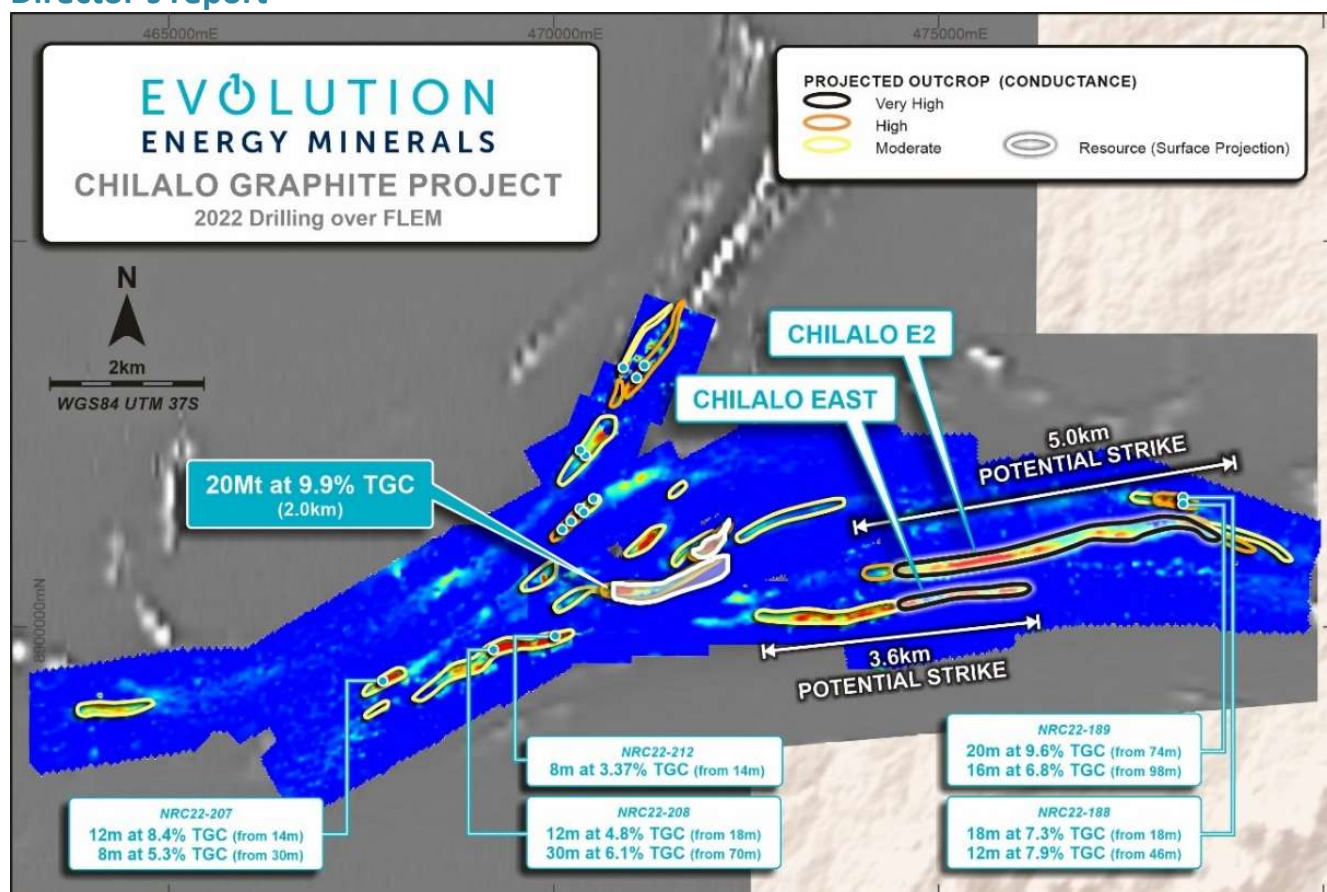 Director's report
465000mE
470000mE
475000mE
EVOLUTION
ENERGY MINERALS
CHILALO GRAPHITE PROJECT
2022 Drilling over FLEM
PROJECTED OUTCROP (CONDUCTANCE)
Very High
High
Moderate
Resource (Surface Projection)
N
2km
WGS84 UTM 37S
CHILALO E2
CHILALO EAST
5.0km
POTENTIAL STRIKE
20Mt at 9.9% TGC
(2.0km)
8900000mN
3.6km
POTENTIAL STRIKE
NRC22-212
8m at 3.37% TGC (from 14m)
NRC22-189
20m at 9.6% TGC (from 74m)
16m at 6.8% TGC (from 98m)
NRC22-207
12m at 8.4% TGC (from 14m)
8m at 5.3% TGC (from 30m)
NRC22-208
12m at 4.8% TGC (from 18m)
30m at 6.1% TGC (from 70m)
NRC22-188
18m at 7.3% TGC (from 18m)
12m at 7.9% TGC (from 46m)